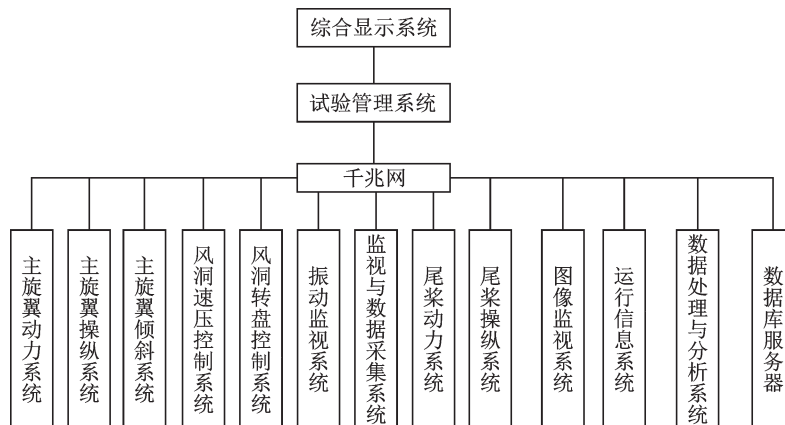 综合显示系统
试验管理系统
千兆网
主旋翼动力系统
主旋翼操纵系统
主旋翼倾斜系统
风洞速压控制系统
风洞转盘控制系统
振动监视系统
监视与数据采集系统
尾桨动力系统
尾桨操纵系统
图像监视系统
运行信息系统
数据处理与分析系统
数据库服务器